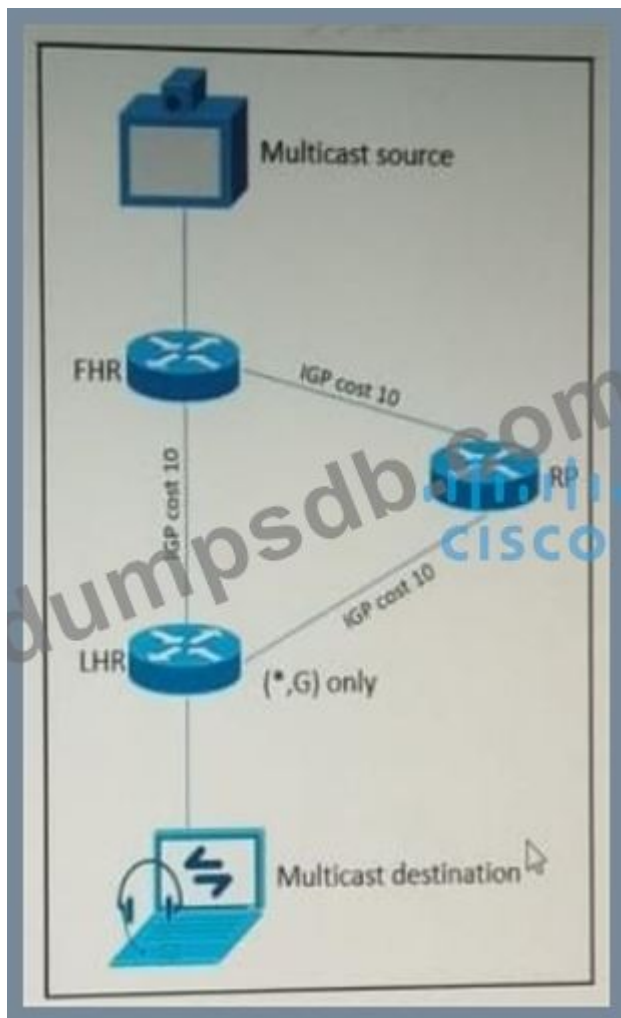 Multicast source
FHR
IGP cost 10
RP
CISCO
IGP cost 10
IGP cost 10
LHR
(*,G) only
Multicast destination
dumpsdb.com